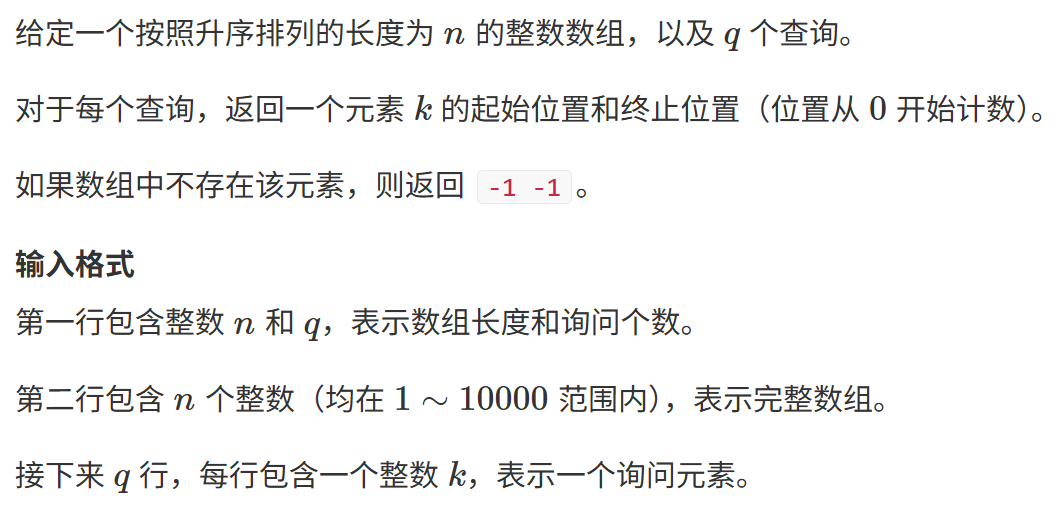 给定一个按照升序排列的长度为 n 的整数数组，以及 q 个查询。
对于每个查询，返回一个元素 k 的起始位置和终止位置（位置从 0 开始计数）。
如果数组中不存在该元素，则返回 -1 -1。
输入格式
第一行包含整数 n 和 q，表示数组长度和询问个数。
第二行包含 n 个整数（均在 1 ∼ 10000 范围内），表示完整数组。
接下来 q 行，每行包含一个整数 k，表示一个询问元素。